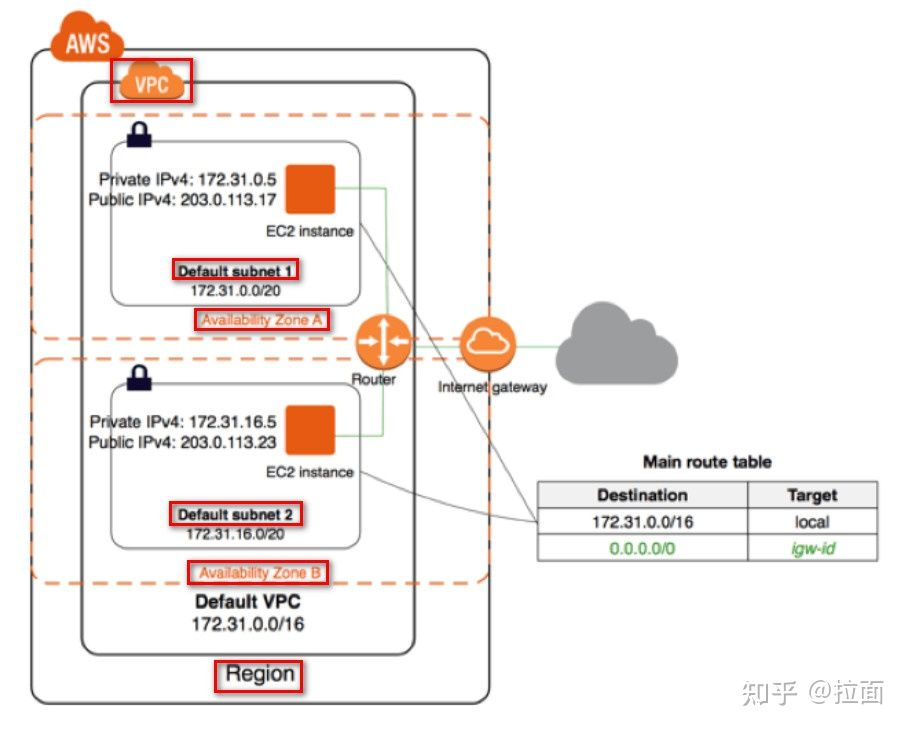 AWS
VPC
Private IPv4: 172.31.0.5
Public IPv4: 203.0.113.17
EC2 instance
Default subnet 1
172.31.0.0/20
Availability Zone A
Router
Internet gateway
Private IPv4: 172.31.16.5
Public IPv4: 203.0.113.23
EC2 instance
Default subnet 2
172.31.16.0/20
Availability Zone B
Default VPC
172.31.0.0/16
Region
Main route table
Destination Target
172.31.0.0/16 local
0.0.0.0/0 igw-id
知乎 @拉面